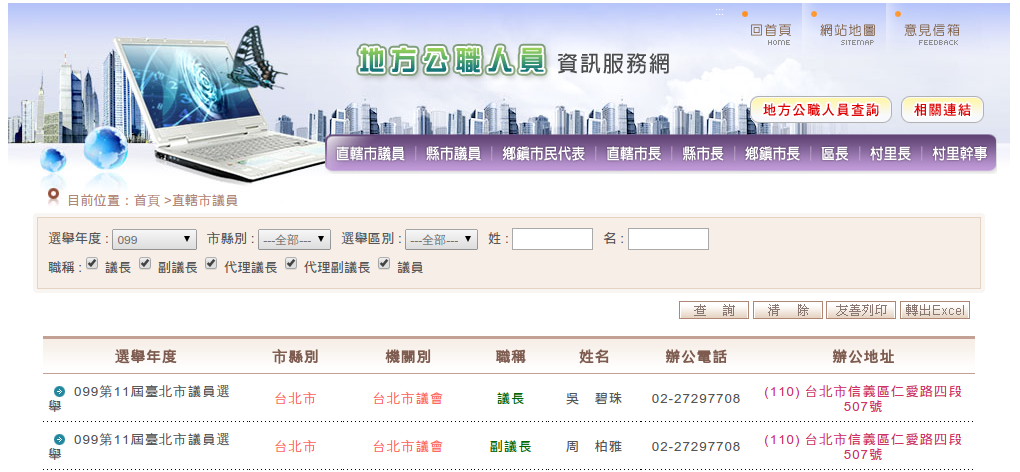 回首頁 網站地圖 意見信箱
HOME SITEMAP FEEDBACK
地方公職人員 資訊服務網
地方公職人員查詢 相關連結
直轄市議員 縣市議員 鄉鎮市民代表 直轄市長 縣市長 鄉鎮市長 區長 村里長 村里幹事
目前位置：首頁 >直轄市議員
選舉年度： 099 市縣別： ---全部--- 選舉區別： ---全部--- 姓： 名：
職稱： 議長 副議長 代理議長 代理副議長 議員
查 詢 清 除 友善列印 轉出Excel
選舉年度 市縣別 機關別 職稱 姓名 辦公電話 辦公地址
099第11屆臺北市議員選舉 台北市 台北市議會 議長 吳 碧珠 02-27297708 (110) 台北市信義區仁愛路四段507號
099第11屆臺北市議員選舉 台北市 台北市議會 副議長 周 柏雅 02-27297708 (110) 台北市信義區仁愛路四段507號